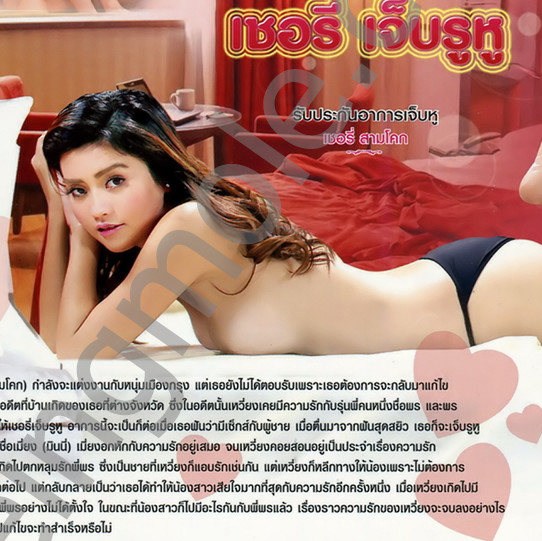 เชอรี่ เจ็บรูหู
รับประกันอาการเจ็บหู
เชอรี่ สามโคก
มโคก) กำลังจะแต่งงานกับหนุ่มเมืองกรุง แต่เธอยังไม่ได้ตอบรับเพราะเธอต้องการจะกลับมาแก้ไข
อดีตที่บ้านเกิดของเธอที่ต่างจังหวัด ซึ่งในอดีตนั้นเหวี่ยงเคยมีความรักกับรุ่นพี่คนหนึ่งชื่อพร และพร
ให้เชอรี่เจ็บรูหู อาการนี้จะเป็นก็ต่อเมื่อเธอฝันว่ามีเซ็กส์กับผู้ชาย เมื่อตื่นมาจากฝันสุดสยิว เธอก็จะเจ็บรูหู
ชื่อเมี่ยง (มินนี่) เมี่ยงอกหักกับความรักอยู่เสมอ จนเหวี่ยงคอยสอนอยู่เป็นประจำเรื่องความรัก
กิดไปตกหลุมรักพี่พร ซึ่งเป็นชายที่เหวี่ยงก็แอบรักเช่นกัน แต่เหวี่ยงก็หลีกทางให้น้องเพราะไม่ต้องการ
ต่อไป แต่กลับกลายเป็นว่าเธอได้ทำให้น้องสาวเสียใจมากที่สุดกับความรักอีกครั้งหนึ่ง เมื่อเหวี่ยงเกิดไปมี
พี่พรอย่างไม่ได้ตั้งใจ ในขณะที่น้องสาวก็ไปมีอะไรกันกับพี่พรแล้ว เรื่องราวความรักของเหวี่ยงจะจบลงอย่างไร
ปแก้ไขจะทำสำเร็จหรือไม่